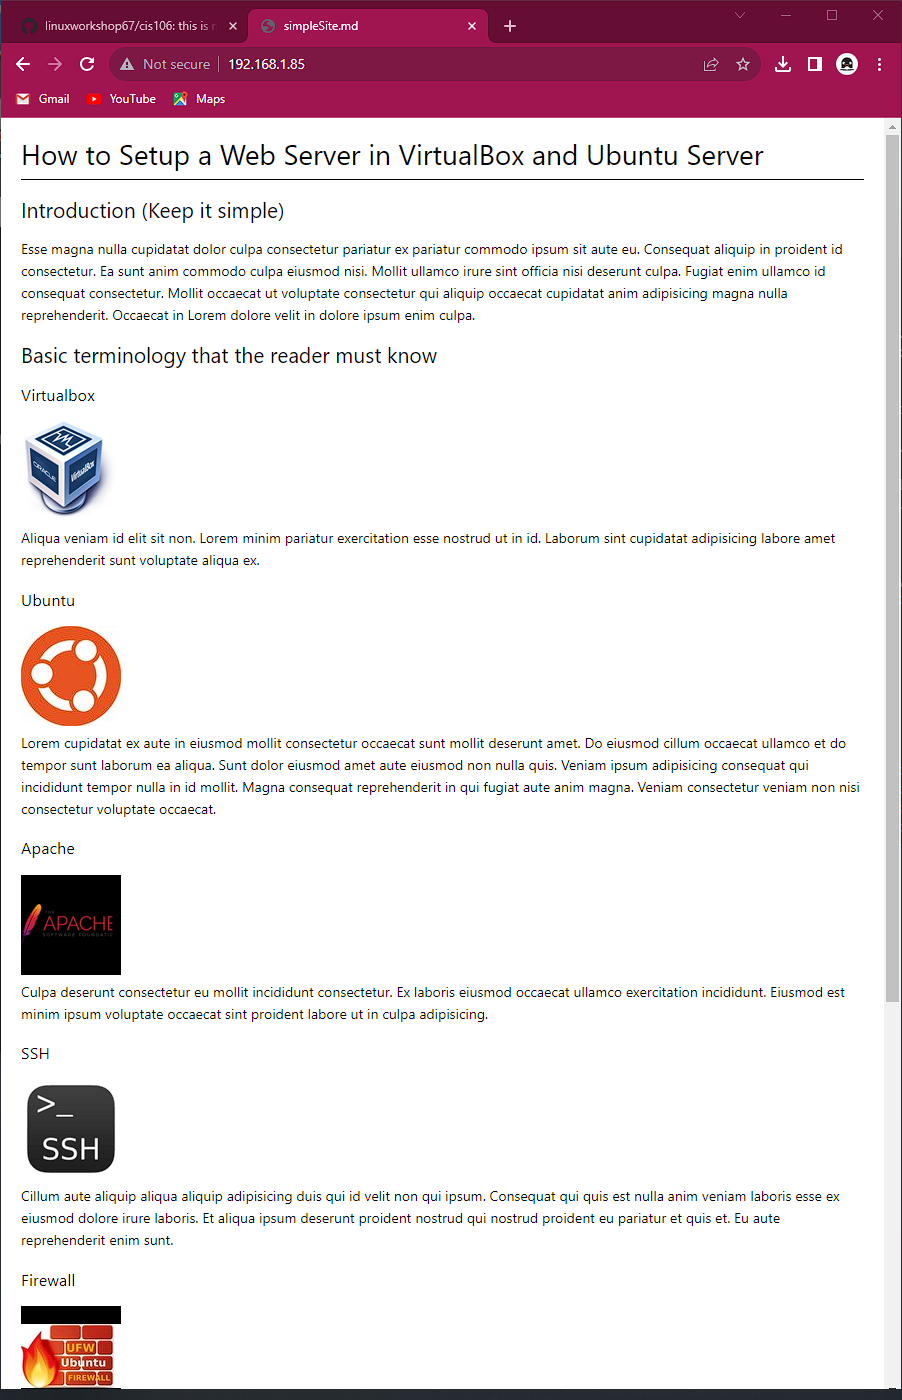 linuxworkshop67/cis106: this is r
simpleSite.md
Not secure
192.168.1.85
Gmail
YouTube
Maps
How to Setup a Web Server in VirtualBox and Ubuntu Server
Introduction (Keep it simple)
Esse magna nulla cupidatat dolor culpa consectetur pariatur ex pariatur commodo ipsum sit aute eu. Consequat aliquip in proident id
consectetur. Ea sunt anim commodo culpa eiusmod nisi. Mollit ullamco irure sint officia nisi deserunt culpa. Fugiat enim ullamco id
consequat consectetur. Mollit occaecat ut voluptate consectetur qui aliquip occaecat cupidatat anim adipisicing magna nulla
reprehenderit. Occaecat in Lorem dolore velit in dolore ipsum enim culpa.
Basic terminology that the reader must know
Virtualbox
ORACLE
VirtualBox
Aliqua veniam id elit sit non. Lorem minim pariatur exercitation esse nostrud ut in id. Laborum sint cupidatat adipisicing labore amet
reprehenderit sunt voluptate aliqua ex.
Ubuntu
Lorem cupidatat ex aute in eiusmod mollit consectetur occaecat sunt mollit deserunt amet. Do eiusmod cillum occaecat ullamco et do
tempor sunt laborum ea aliqua. Sunt dolor eiusmod amet aute eiusmod non nulla quis. Veniam ipsum adipisicing consequat qui
incididunt tempor nulla in id mollit. Magna consequat reprehenderit in qui fugiat aute anim magna. Veniam consectetur veniam non nisi
consectetur voluptate occaecat.
Apache
THE
APACHE
SOFTWARE FOUNDATIO
Culpa deserunt consectetur eu mollit incididunt consectetur. Ex laboris eiusmod occaecat ullamco exercitation incididunt. Eiusmod est
minim ipsum voluptate occaecat sint proident labore ut in culpa adipisicing.
SSH
>_
SSH
Cillum aute aliquip aliqua aliquip adipisicing duis qui id velit non qui ipsum. Consequat qui quis est nulla anim veniam laboris esse ex
eiusmod dolore irure laboris. Et aliqua ipsum deserunt proident nostrud qui nostrud proident eu pariatur et quis et. Eu aute
reprehenderit enim sunt.
Firewall
UFW
Ubuntu
FIREWALL